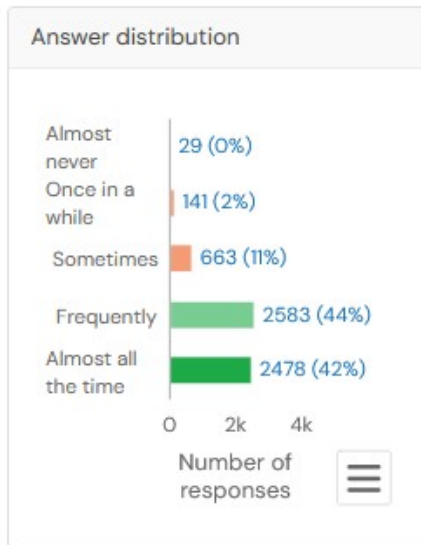 Answer distribution
Almost
never
29 (0%)
Once in a
while
141 (2%)
Sometimes
663 (11%)
Frequently
2583 (44%)
Almost all
the time
2478 (42%)
0 2k 4k
Number of
responses